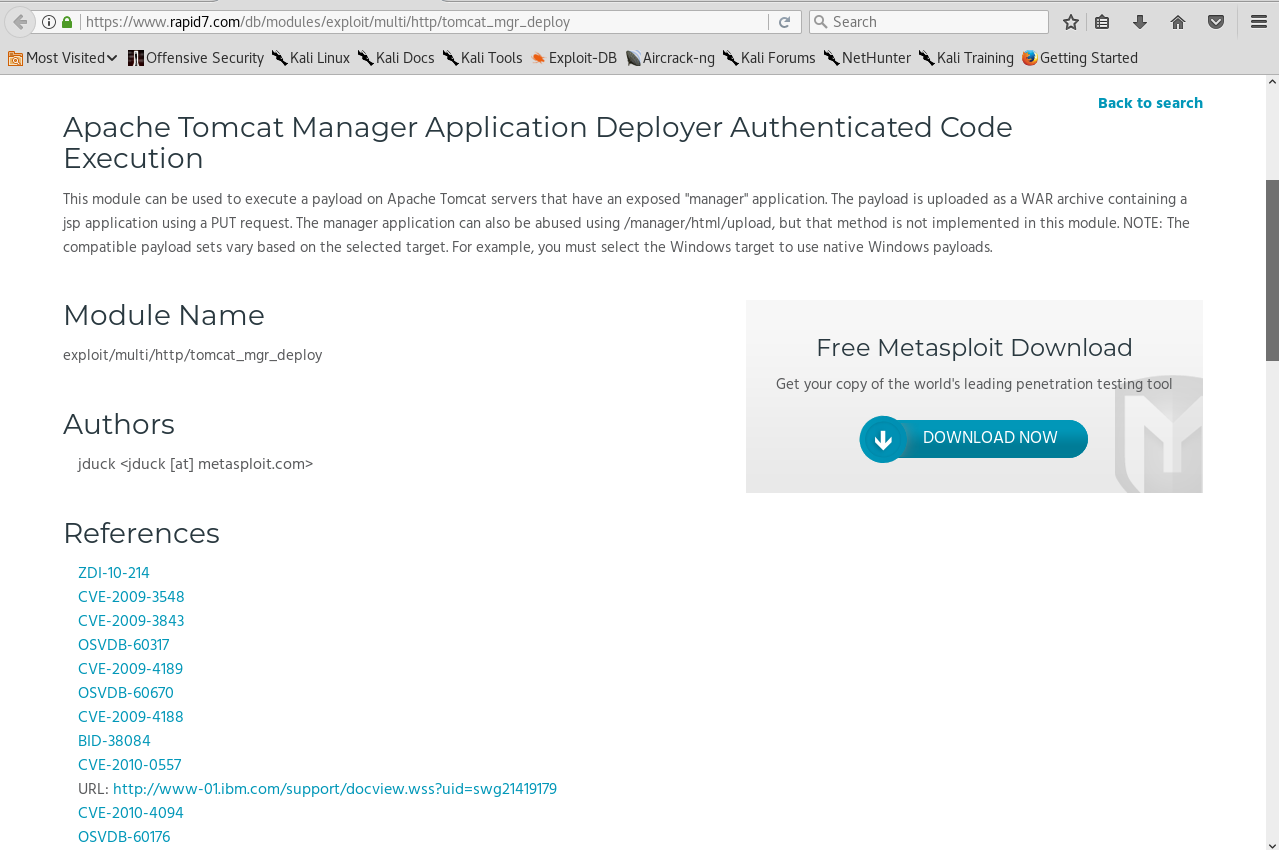 https://www.rapid7.com/db/modules/exploit/multi/http/tomcat_mgr_deploy Search
Most Visited Offensive Security Kali Linux Kali Docs Kali Tools Exploit-DB Aircrack-ng Kali Forums NetHunter Kali Training Getting Started
Back to search
Apache Tomcat Manager Application Deployer Authenticated Code
Execution
This module can be used to execute a payload on Apache Tomcat servers that have an exposed "manager" application. The payload is uploaded as a WAR archive containing a
jsp application using a PUT request. The manager application can also be abused using /manager/html/upload, but that method is not implemented in this module. NOTE: The
compatible payload sets vary based on the selected target. For example, you must select the Windows target to use native Windows payloads.
Module Name
exploit/multi/http/tomcat_mgr_deploy
Free Metasploit Download
Get your copy of the world's leading penetration testing tool
DOWNLOAD NOW
Authors
jduck <jduck [at] metasploit.com>
References
ZDI-10-214
CVE-2009-3548
CVE-2009-3843
OSVDB-60317
CVE-2009-4189
OSVDB-60670
CVE-2009-4188
BID-38084
CVE-2010-0557
URL: http://www-01.ibm.com/support/docview.wss?uid=swg21419179
CVE-2010-4094
OSVDB-60176